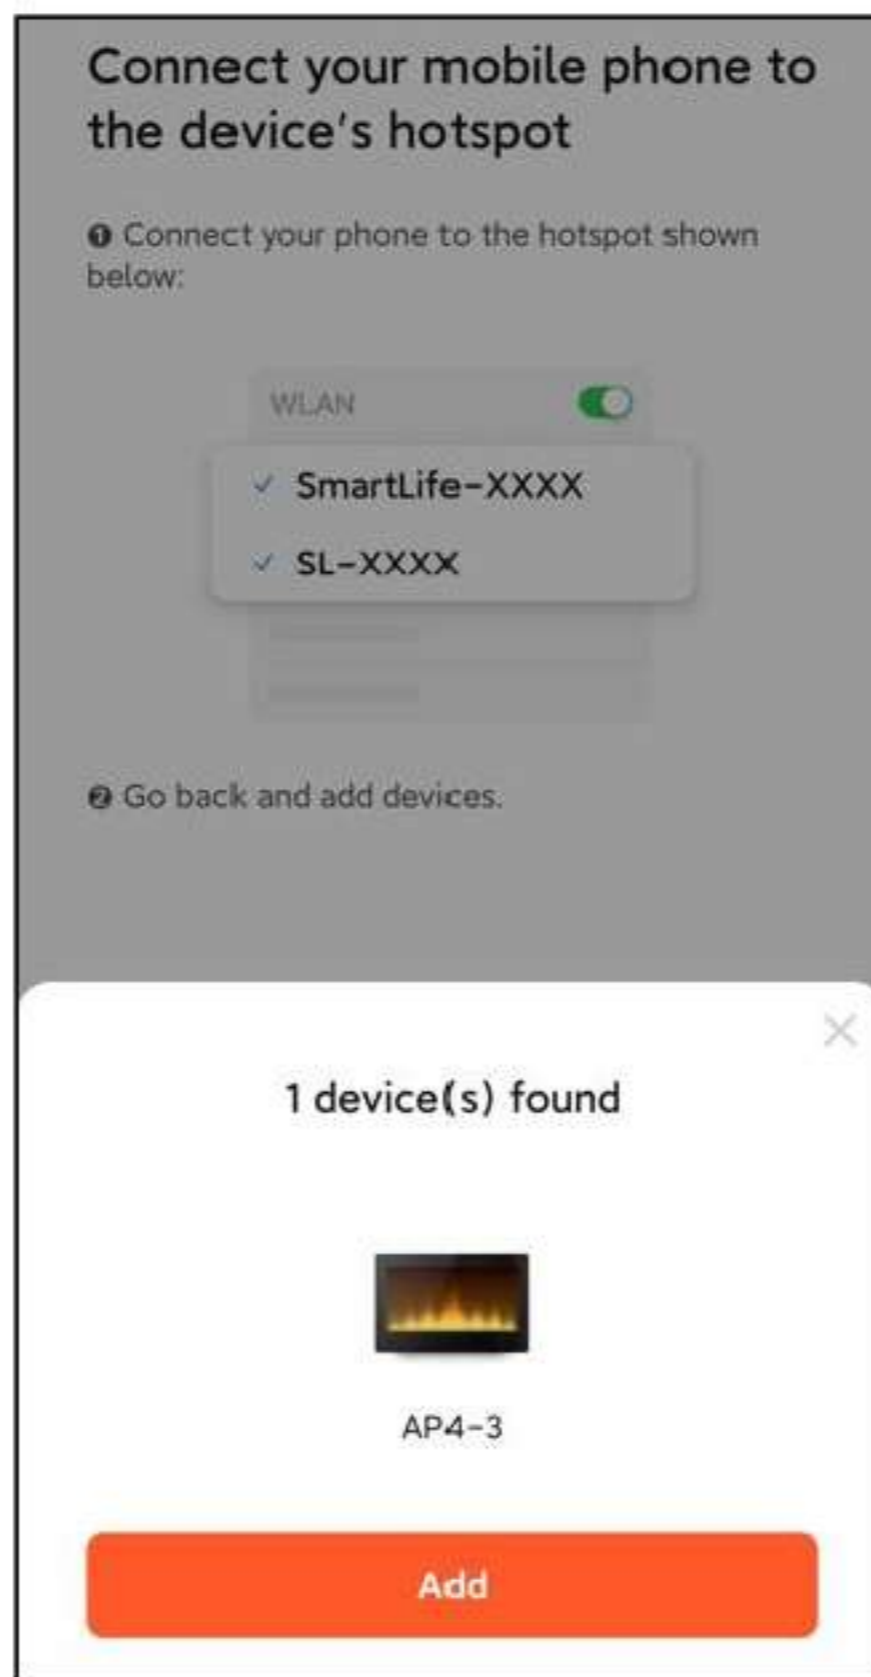 Connect your mobile phone to
the device's hotspot
❶ Connect your phone to the hotspot shown
below:
WLAN
SmartLife-XXXX
SL-XXXX
❷ Go back and add devices.
1 device(s) found
AP4-3
Add